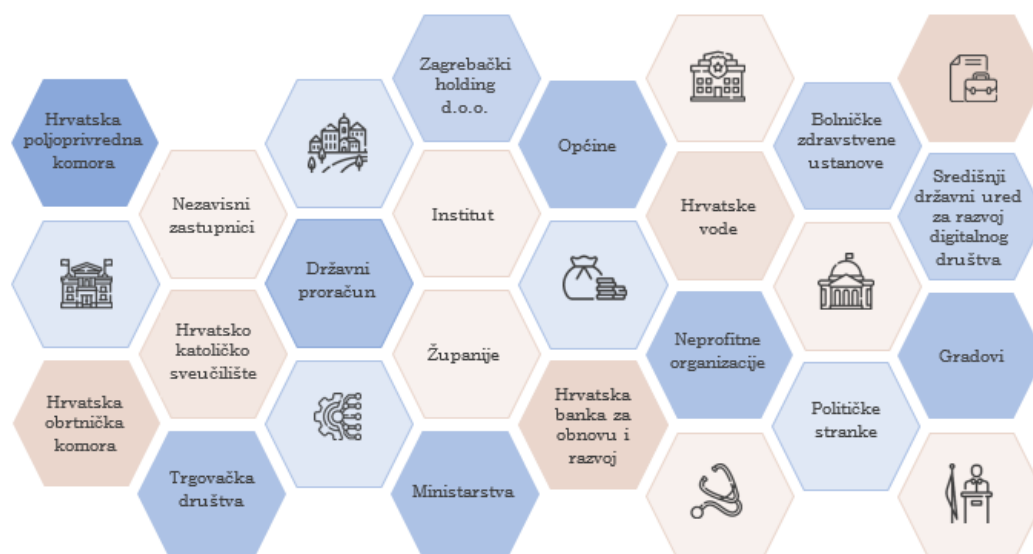 Hrvatska
poljoprivredna
komora
Hrvatska
obrtnička
komora
Nezavisni
zastupnici
Hrvatsko
katoličko
sveučilište
Trgovačka
društva
Državni
proračun
Zagrebački
holding
d.o.o.
Institut
Županije
Ministarstva
Općine
Hrvatska
banka za
obnovu i
razvoj
Hrvatske
vode
Neprofitne
organizacije
Bolničke
zdravstvene
ustanove
Političke
stranke
Središnji
državni ured
za razvoj
digitalnog
društva
Gradovi